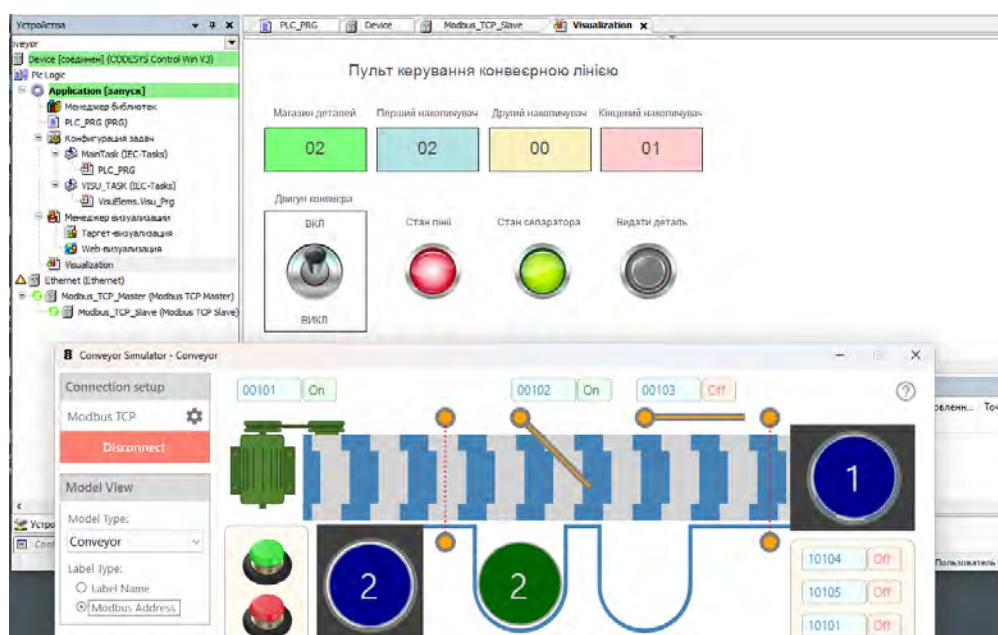 Устройства
PLC_PRG
Device
Modbus_TCP_Slave
Visualization
Device [соединен] (CODESYS Control Win V3)
Plc Logic
Application [запуск]
Менеджер библиотек
PLC_PRG (PRG)
Конфигурация задач
MainTask (IEC-Tasks)
PLC_PRG
VISU_TASK (IEC-Tasks)
VisuElems.Visu_Prg
Менеджер визуализации
Таргет-визуализация
Web-визуализация
Visualization
Ethernet (Ethernet)
Modbus_TCP_Master (Modbus TCP Master)
Modbus_TCP_Slave (Modbus TCP Slave)
Пульт керування конвеєрною лінією
Магазин деталей
Перший накопичувач
Другий накопичувач
Кінцевий накопичувач
02
02
00
01
Двигун конвеєра
ВКЛ
ВИКЛ
Стан лінії
Стан сепаратора
Видати деталь
Conveyor Simulator - Conveyor
Connection setup
Modbus TCP
Disconnect
Model View
Model Type:
Conveyor
Label Type:
Label Name
Modbus Address
00101 On
00102 On
00103 Off
1
2
2
10104 Off
10105 Off
10101 Off